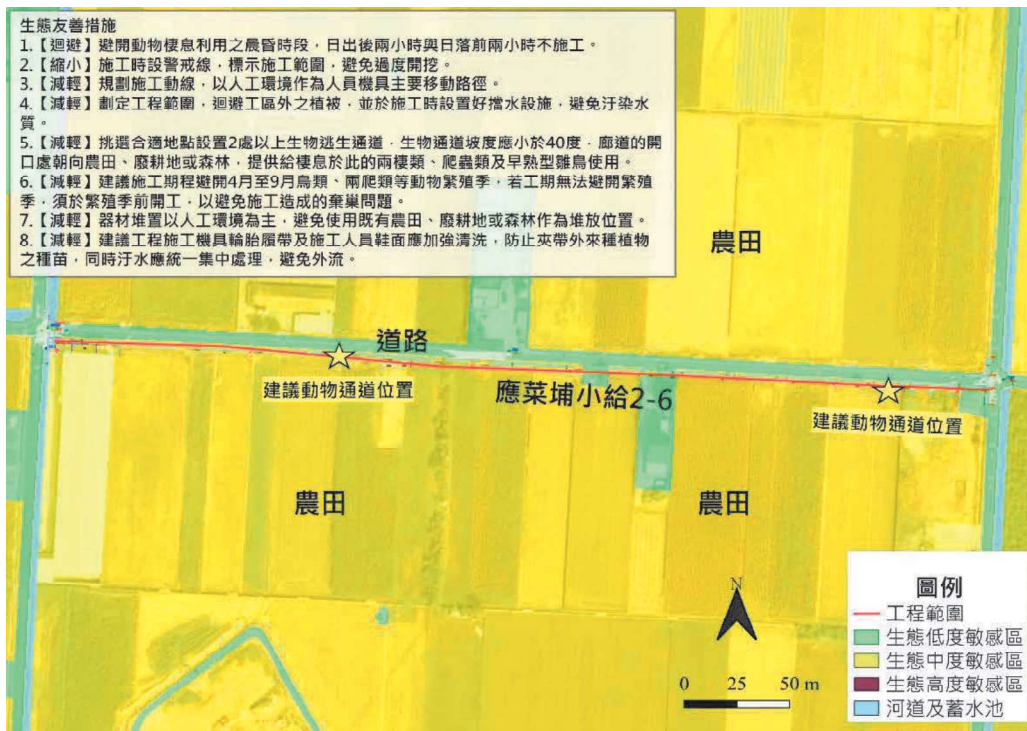 生態友善措施
1.【迴避】避開動物棲息利用之晨昏時段，日出後兩小時與日落前兩小時不施工。
2.【縮小】施工時設警戒線，標示施工範圍，避免過度開挖。
3.【減輕】規劃施工動線，以人工環境作為人員機具主要移動路徑。
4.【減輕】劃定工程範圍，迴避工區外之植被，並於施工時設置好擋水設施，避免汙染水
質。
5.【減輕】挑選合適地點設置2處以上生物逃生通道，生物通道坡度應小於40度，廊道的開
口處朝向農田、廢耕地或森林，提供給棲息於此的兩棲類、爬蟲類及早熟型雛鳥使用。
6.【減輕】建議施工期程避開4月至9月鳥類、兩爬類等動物繁殖季，若工期無法避開繁殖
季，須於繁殖季前開工，以避免施工造成的棄巢問題。
7.【減輕】器材堆置以人工環境為主，避免使用既有農田、廢耕地或森林作為堆放位置。
8.【減輕】建議工程施工機具輪胎履帶及施工人員鞋面應加強清洗，防止夾帶外來種植物
之種苗，同時汙水應統一集中處理，避免外流。
農田
道路
建議動物通道位置
應菜埔小給2-6
建議動物通道位置
農田
農田
N
0 25 50 m
圖例
工程範圍
生態低度敏感區
生態中度敏感區
生態高度敏感區
河道及蓄水池